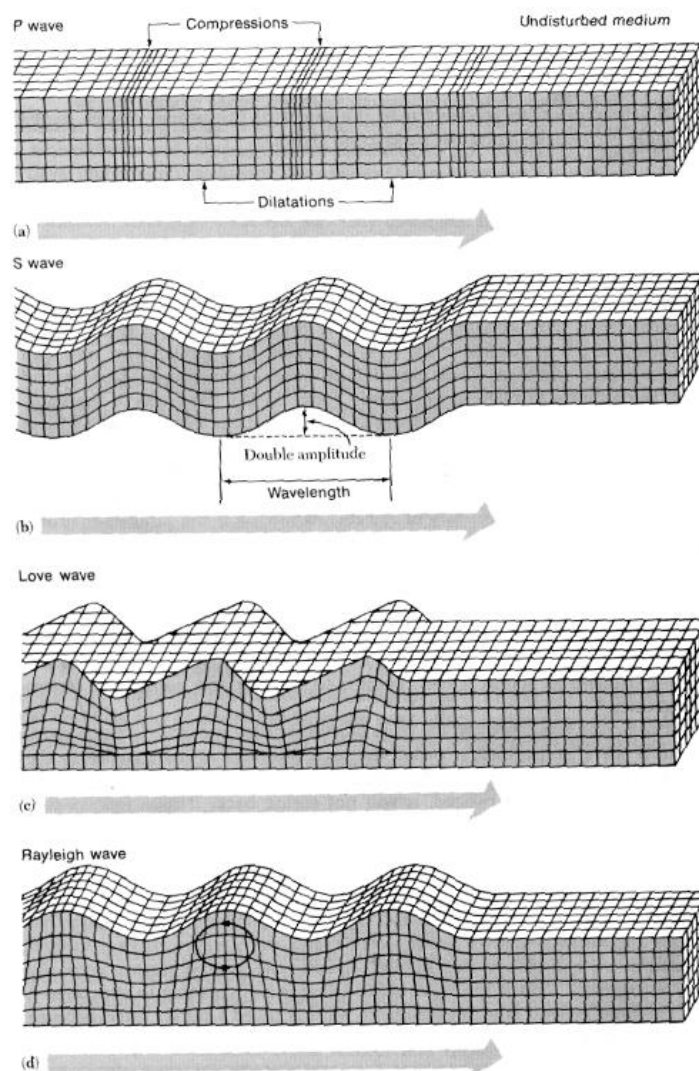 P wave
Compressions
Undisturbed medium
Dilatations
(a)
S wave
Double amplitude
Wavelength
(b)
Love wave
(c)
Rayleigh wave
(d)